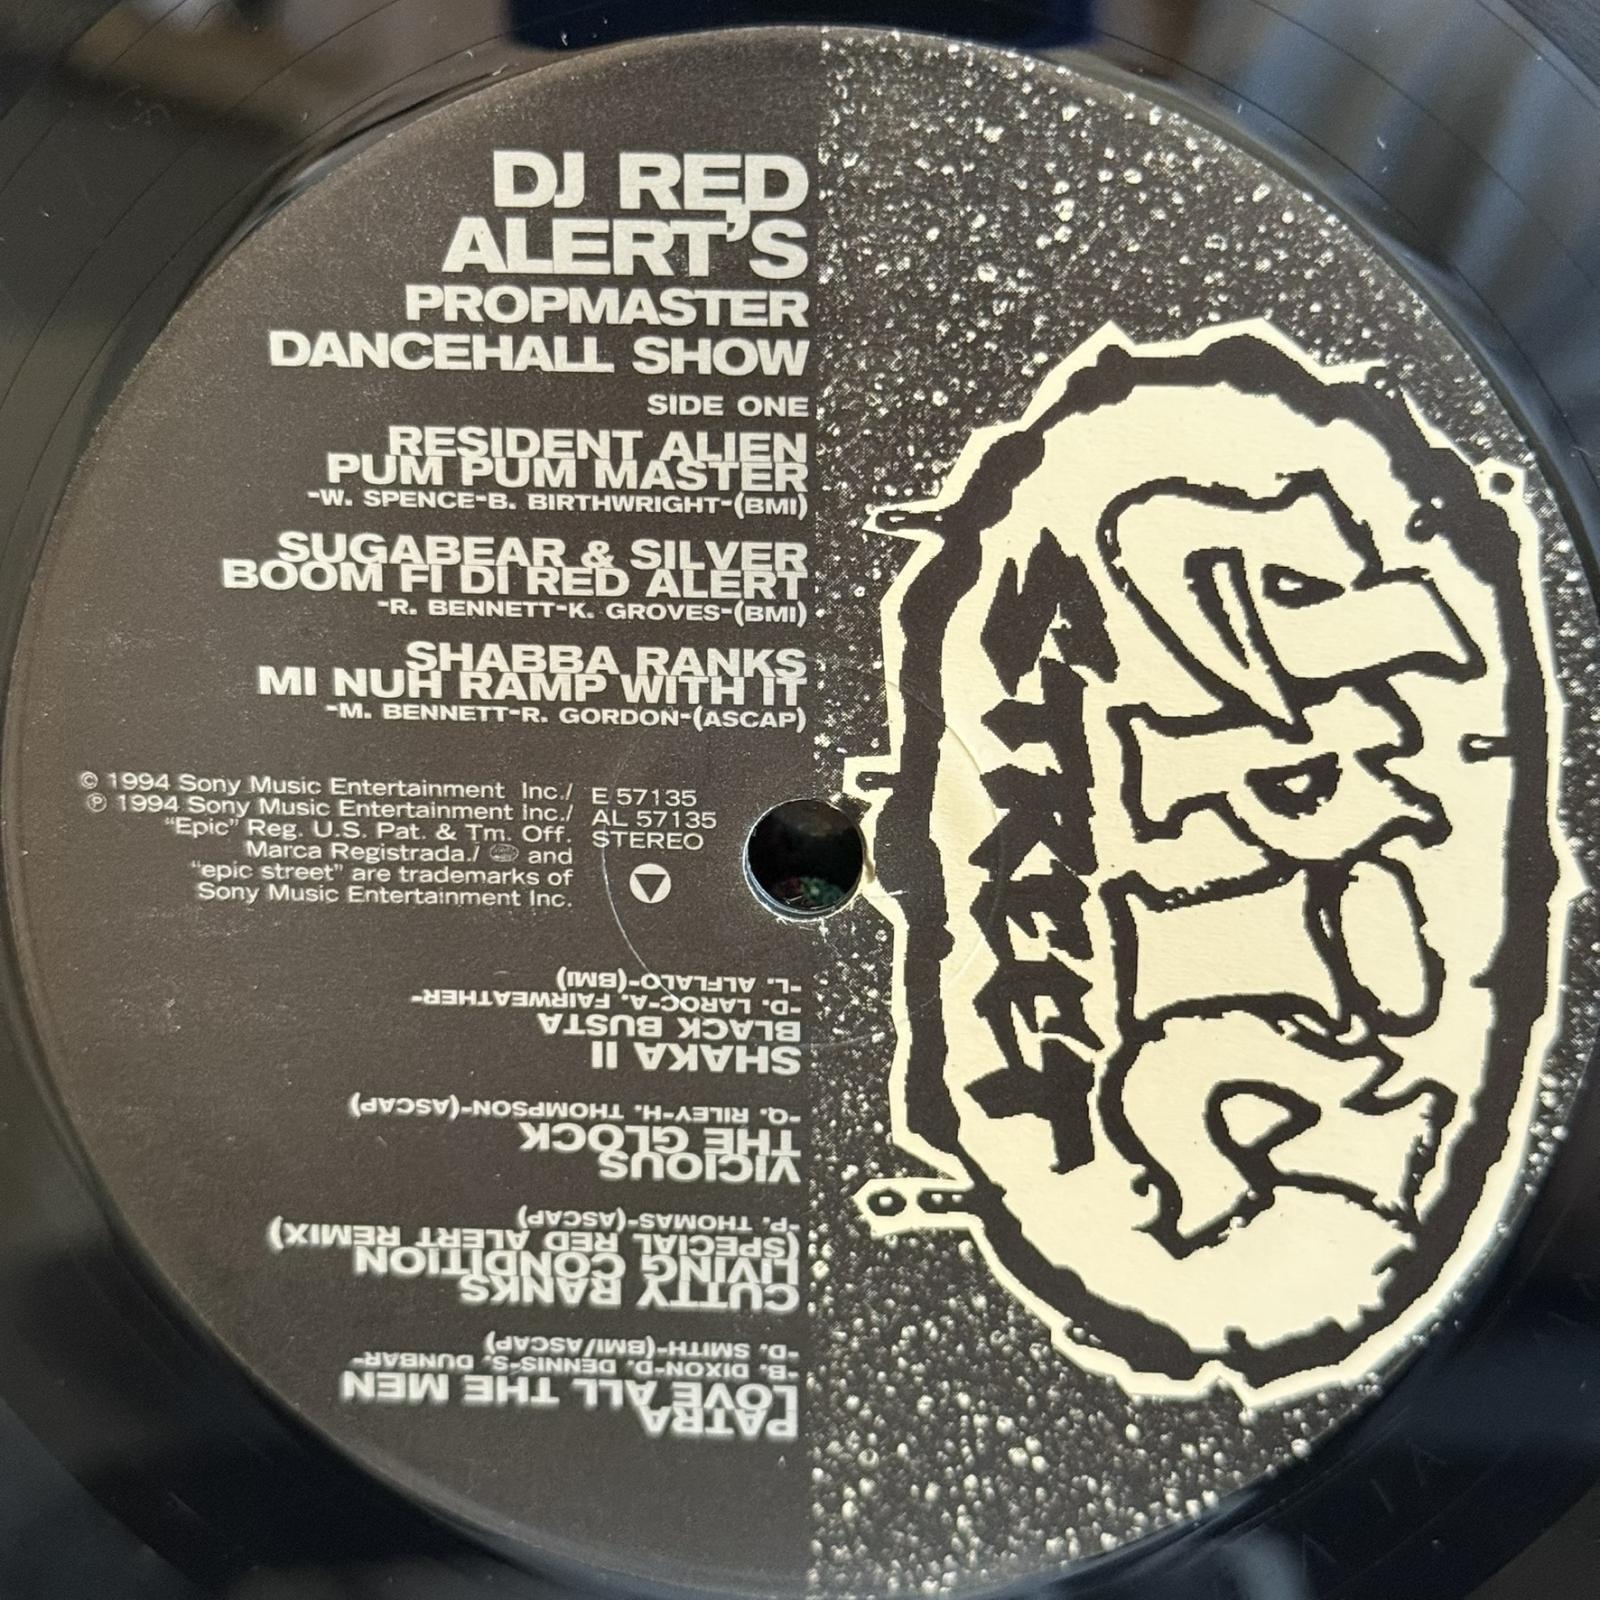 DJ RED
ALERT'S
PROPMASTER
DANCEHALL SHOW
SIDE ONE
RESIDENT ALIEN
PUM PUM MASTER
-W. SPENCE-B. BIRTHWRIGHT-(BMI)
SUGABEAR & SILVER
BOOM FI DI RED ALERT
-R. BENNETT-K. GROVES-(BMI)
SHABBA RANKS
MI NUH RAMP WITH IT
-M. BENNETT-R. GORDON-(ASCAP)
© 1994 Sony Music Entertainment Inc./
℗ 1994 Sony Music Entertainment Inc./
"Epic" Reg. U.S. Pat. & Tm. Off.
Marca Registrada./ and
"epic street" are trademarks of
Sony Music Entertainment Inc.
E 57135
AL 57135
STEREO
PATRA
LOVE ALL THE MEN
-B. DIXON-D. DENNIS-S. DUNBAR-
-D. SMITH-(BMI/ASCAP)
CUTTY RANKS
LIVING CONDITION
(SPECIAL RED ALERT REMIX)
-P. THOMAS-(ASCAP)
VICIOUS
THE GLOCK
-Q. RILEY-H. THOMPSON-(ASCAP)
SHAKA II
BLACK BUSTA
-D. LAROC-A. FAIRWEATHER-
-L. ALFLALO-(BMI)
epic
STREET